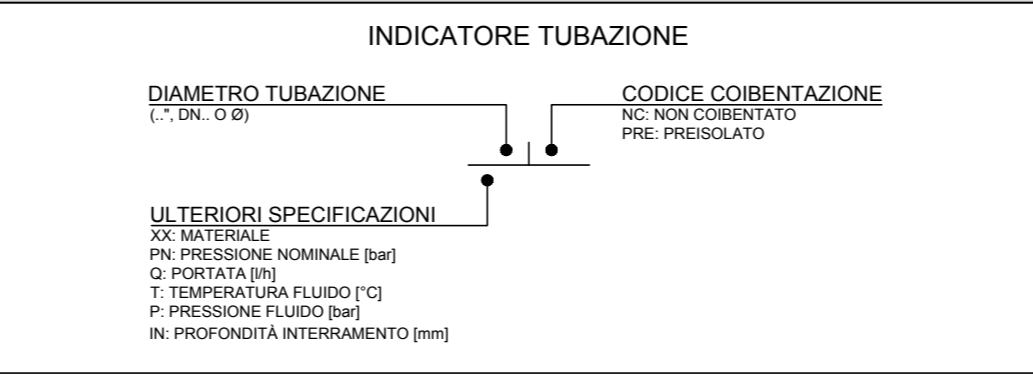 INDICATORE TUBAZIONE
DIAMETRO TUBAZIONE
(..", DN.. O Ø)
CODICE COIBENTAZIONE
NC: NON COIBENTATO
PRE: PREISOLATO
ULTERIORI SPECIFICAZIONI
XX: MATERIALE
PN: PRESSIONE NOMINALE [bar]
Q: PORTATA [l/h]
T: TEMPERATURA FLUIDO [°C]
P: PRESSIONE FLUIDO [bar]
IN: PROFONDITÀ INTERRAMENTO [mm]